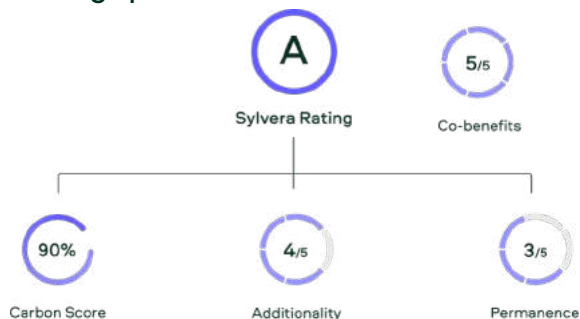 A
5/5
Sylvera Rating
Co-benefits
90%
4/5
3/5
Carbon Score
Additionality
Permanence